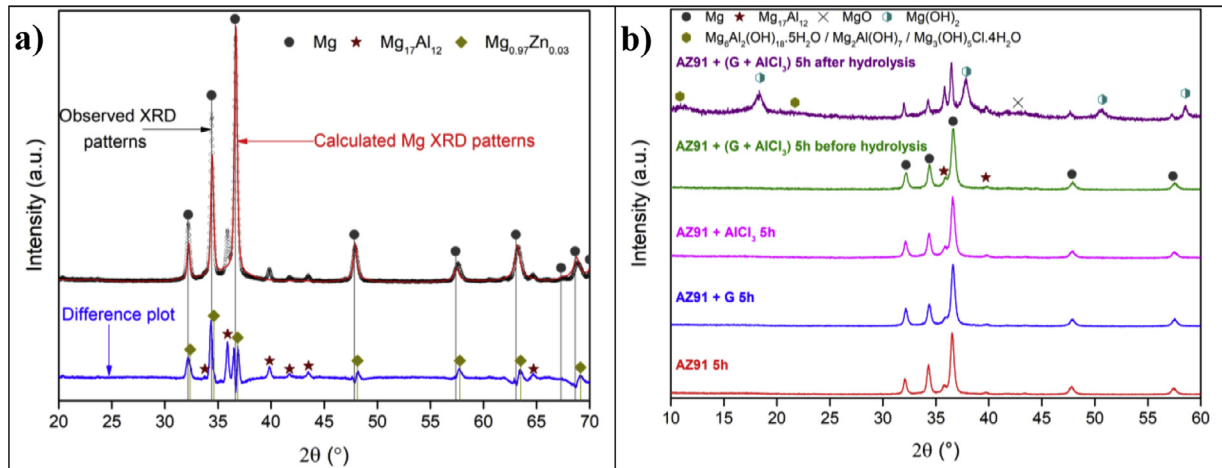 a)
● Mg ★ Mg₁₇Al₁₂ ◆ Mg₀.₉₇Zn₀.₀₃
Observed XRD
patterns
Calculated Mg XRD patterns
Difference plot
Intensity (a.u.)
20 25 30 35 40 45 50 55 60 65 70
2θ (°)
b)
● Mg ★ Mg₁₇Al₁₂ × MgO Mg(OH)₂
Mg₆Al₂(OH)₁₈.5H₂O / Mg₂Al(OH)₇ / Mg₃(OH)₅Cl.4H₂O
AZ91 + (G + AlCl₃) 5h after hydrolysis
AZ91 + (G + AlCl₃) 5h before hydrolysis
AZ91 + AlCl₃ 5h
AZ91 + G 5h
AZ91 5h
Intensity (a.u.)
10 15 20 25 30 35 40 45 50 55 60
2θ (°)